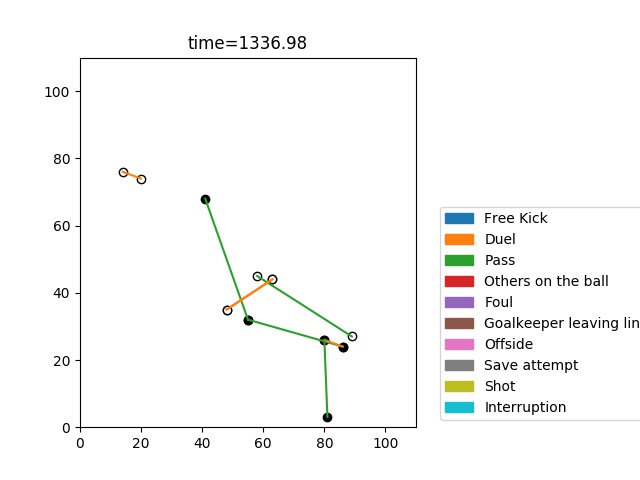 time=1336.98
100
80
60
40
20
0
0 20 40 60 80 100
Free Kick
Duel
Pass
Others on the ball
Foul
Goalkeeper leaving lin
Offside
Save attempt
Shot
Interruption